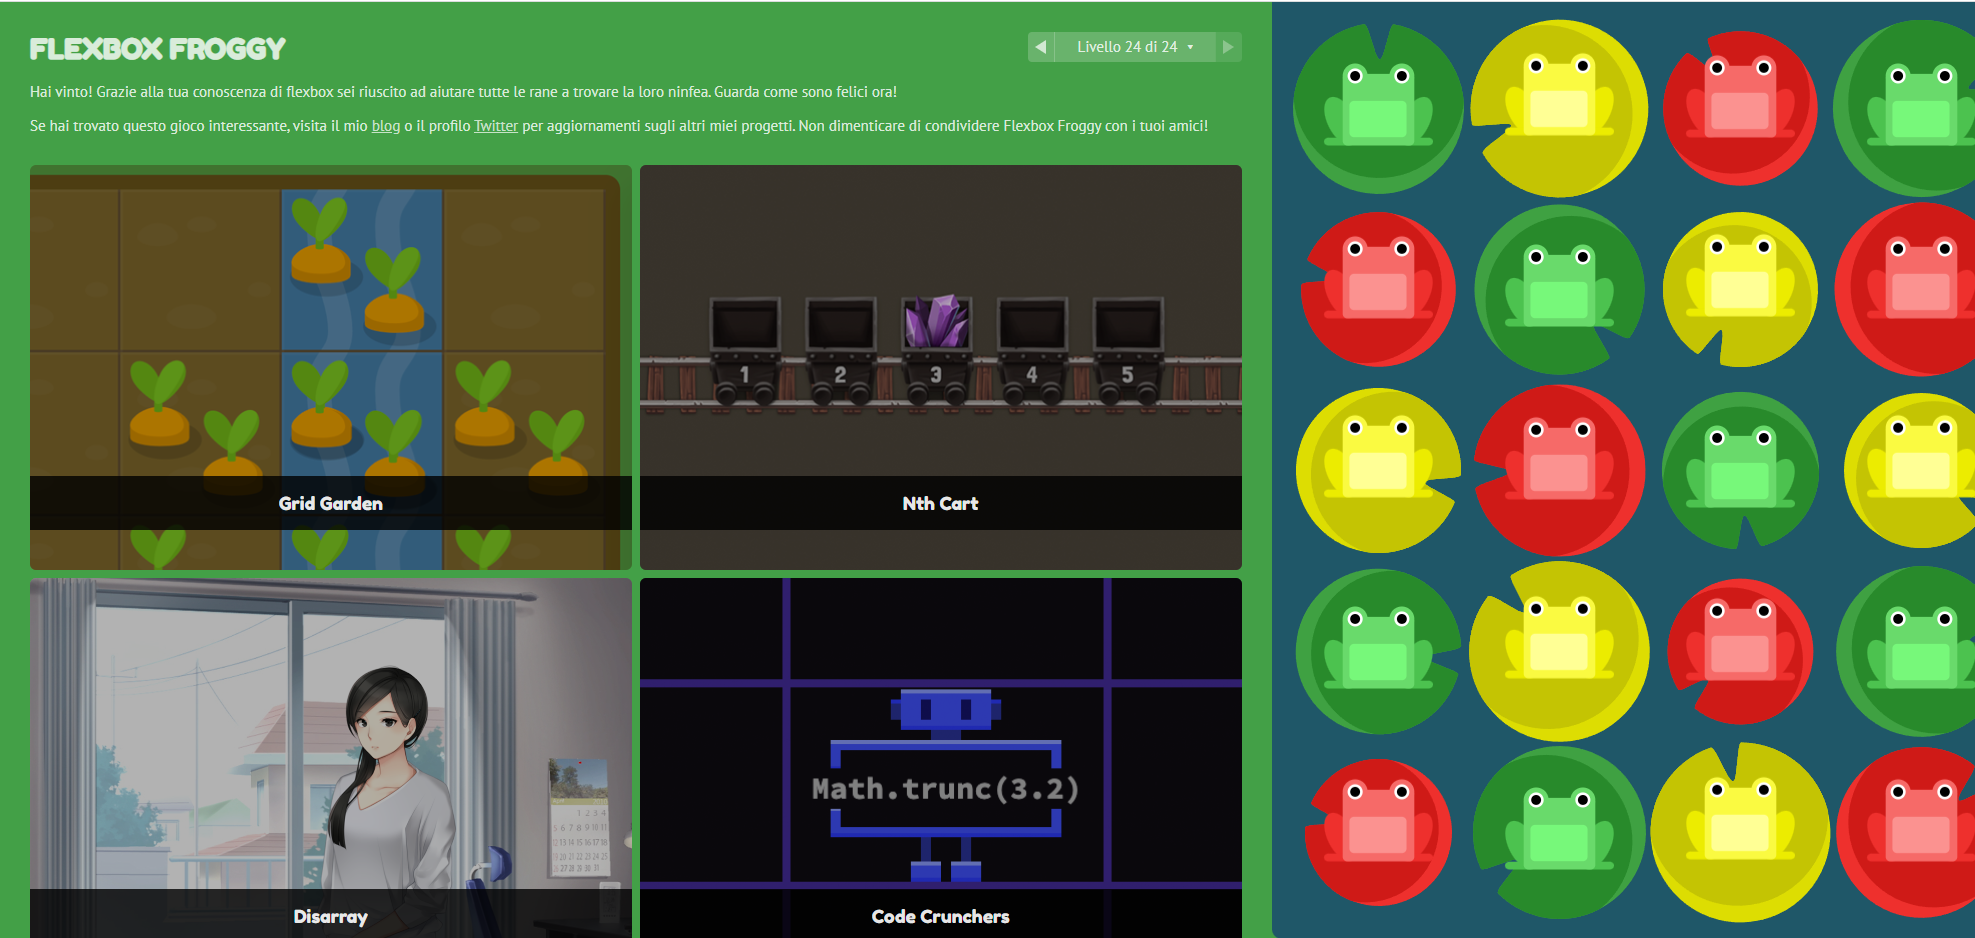 FLEXBOX FROGGY
Livello 24 di 24
Hai vinto! Grazie alla tua conoscenza di flexbox sei riuscito ad aiutare tutte le rane a trovare la loro ninfea. Guarda come sono felici ora!
Se hai trovato questo gioco interessante, visita il mio blog o il profilo Twitter per aggiornamenti sugli altri miei progetti. Non dimenticare di condividere Flexbox Froggy con i tuoi amici!
1 2 3 4 5
Grid Garden
Nth Cart
Math.trunc(3.2)
Disarray
Code Crunchers